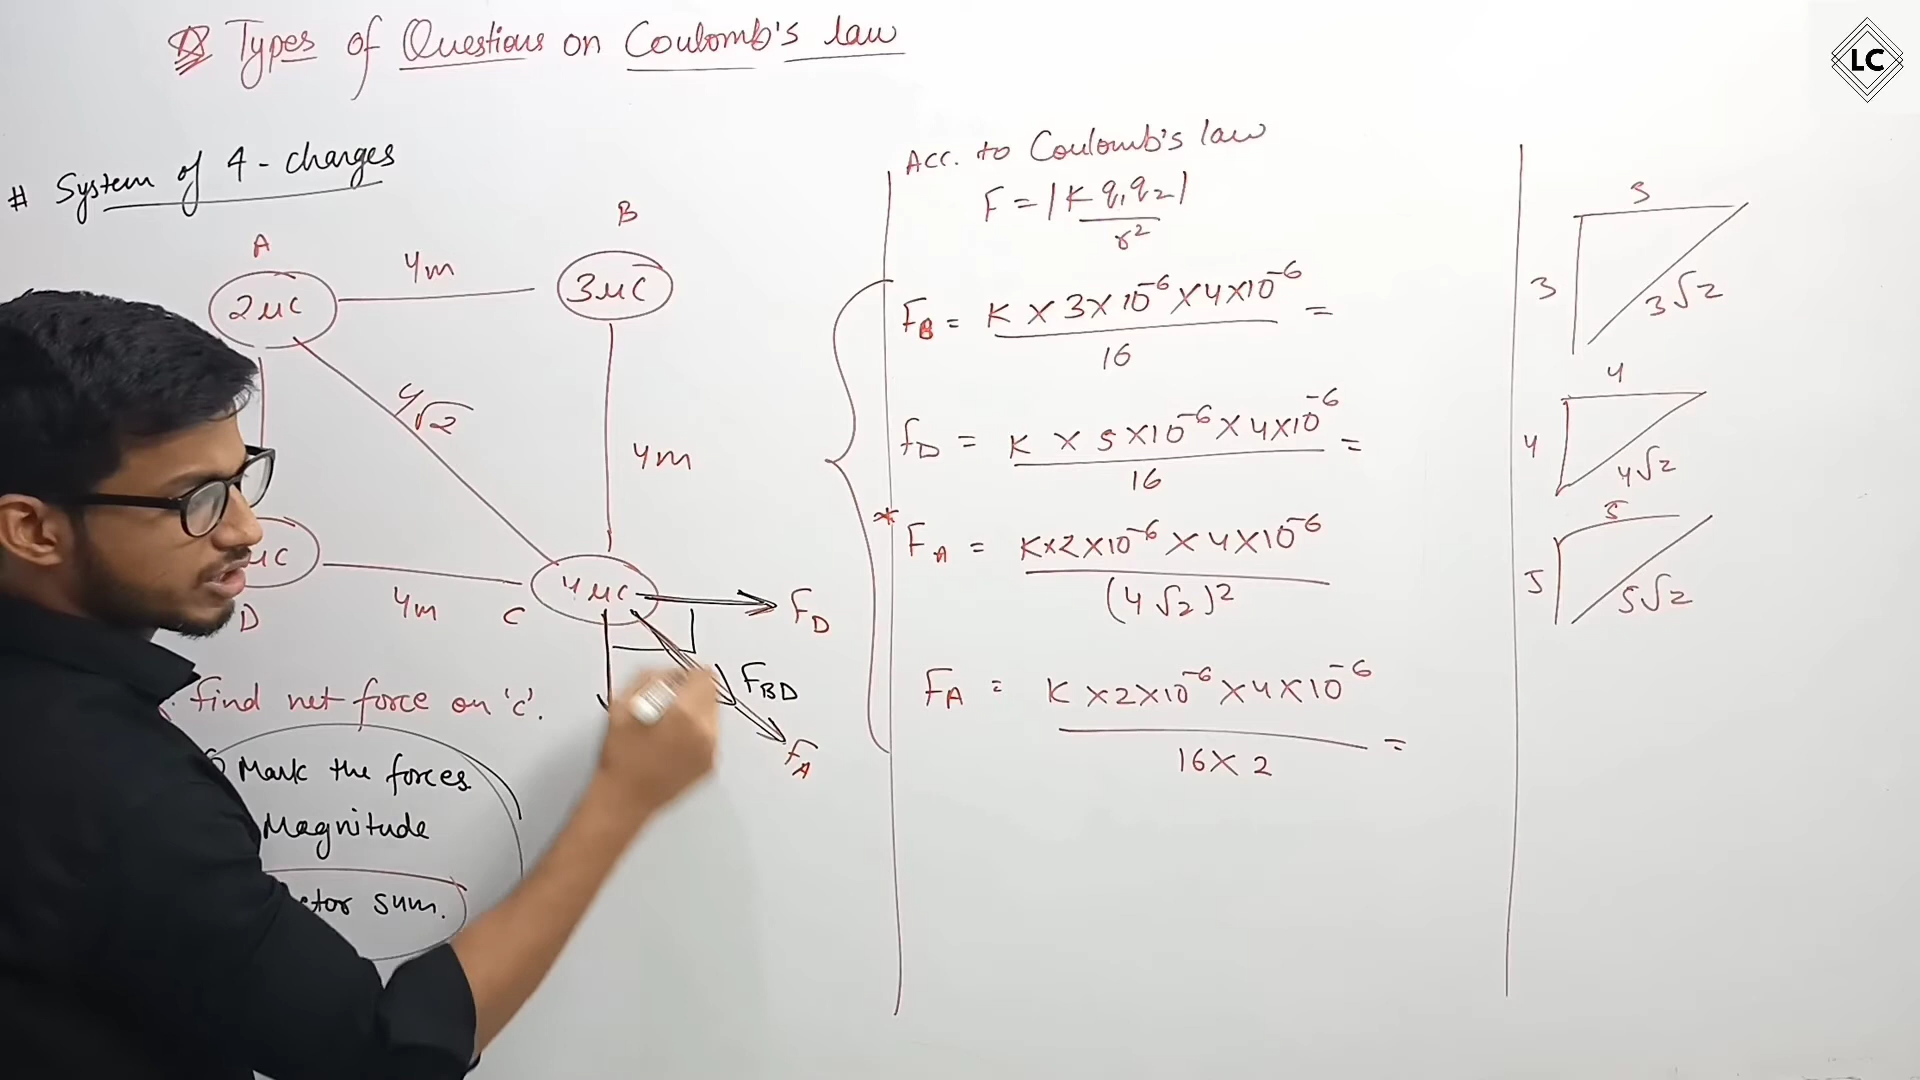 Types of Questions on Coulomb's law
LC
# System of 4 - charges
A
B
4m
2μc
3μc
4√2
4m
μc
D
4m
C
4μc
F_D
F_BD
F_A
find net force on 'c'.
Mark the forces
Magnitude
ctor sum.
Acc. to Coulomb's law
F = |K q₁q₂|
r²
F_B = K × 3×10⁻⁶ × 4×10⁻⁶ =
16
f_D = K × 5×10⁻⁶ × 4×10⁻⁶ =
16
* F_A = K×2×10⁻⁶ × 4×10⁻⁶
(4√2)²
F_A = K×2×10⁻⁶×4×10⁻⁶ =
16×2
3
3
3√2
4
4
4√2
5
5
5√2